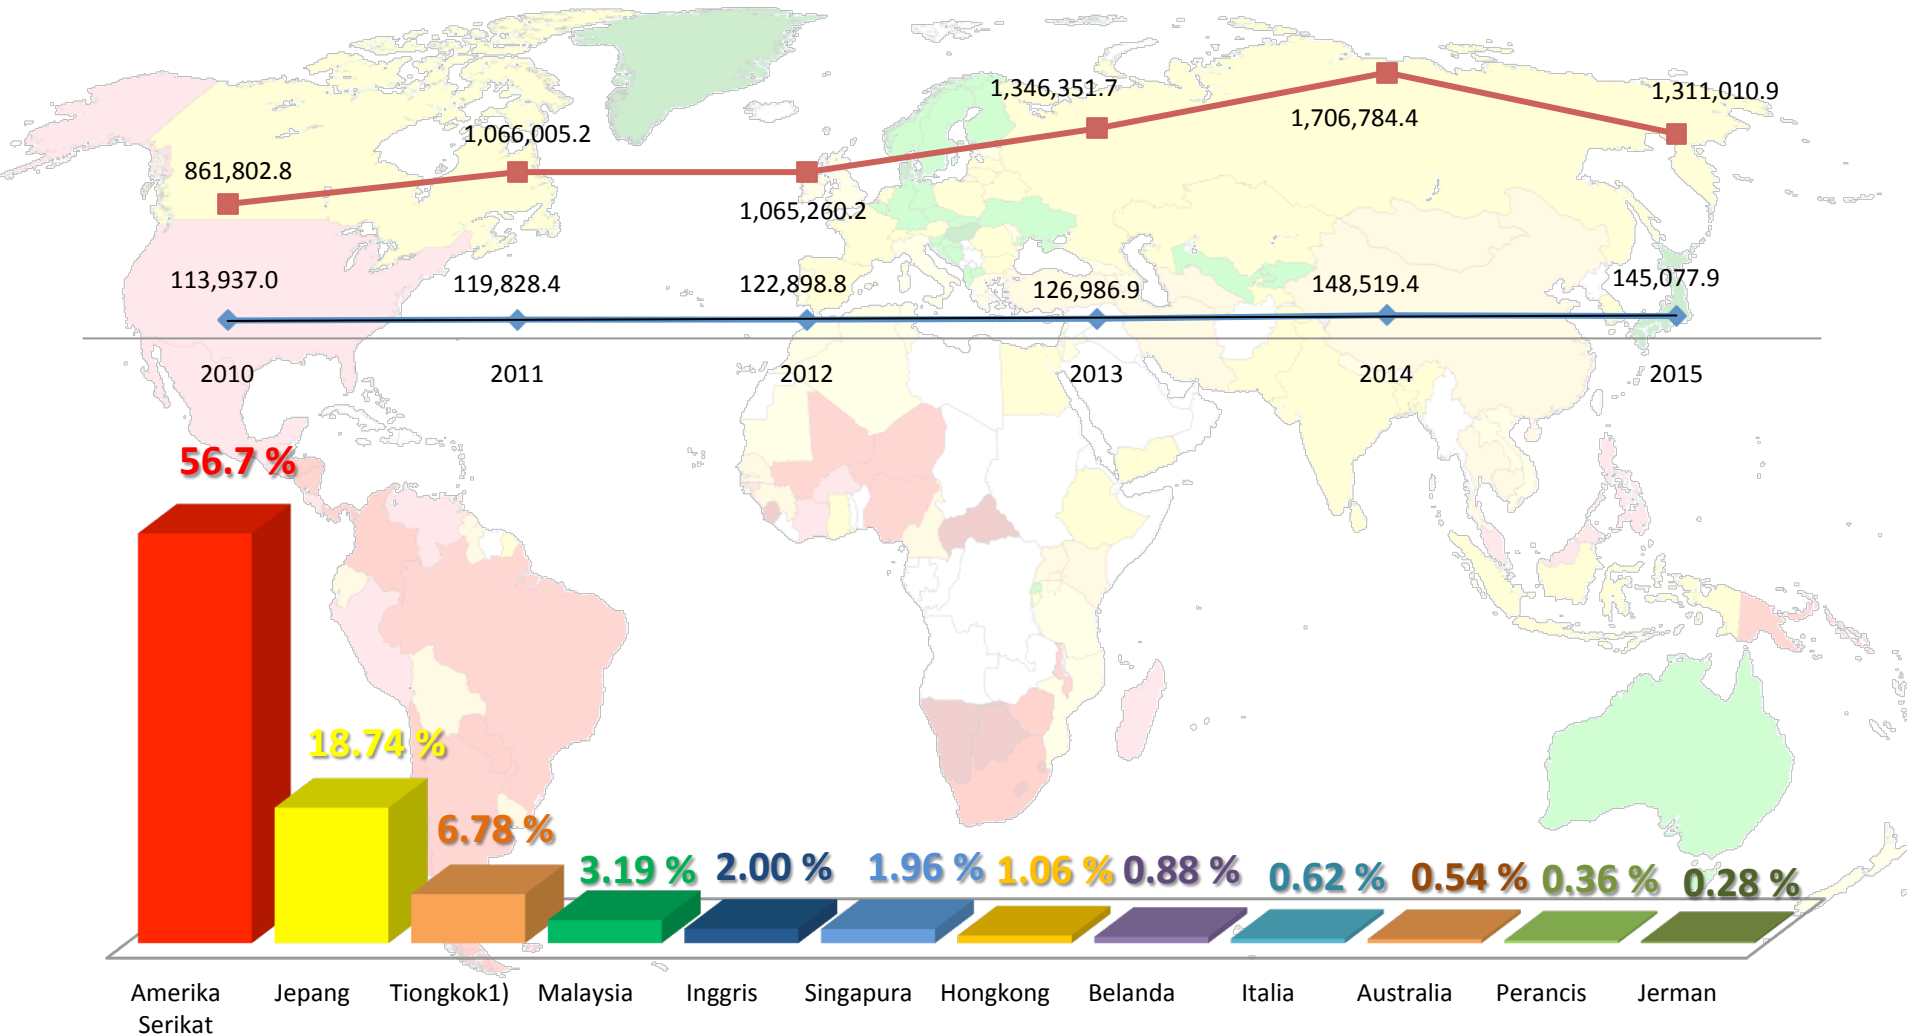 1,346,351.7
1,706,784.4
1,311,010.9
861,802.8
1,066,005.2
1,065,260.2
113,937.0
119,828.4
122,898.8
126,986.9
148,519.4
145,077.9
2010
2011
2012
2013
2014
2015
56.7 %
18.74 %
6.78 %
3.19 %
2.00 %
1.96 %
1.06 %
0.88 %
0.62 %
0.54 %
0.36 %
0.28 %
Amerika
Serikat
Jepang
Tiongkok1)
Malaysia
Inggris
Singapura
Hongkong
Belanda
Italia
Australia
Perancis
Jerman